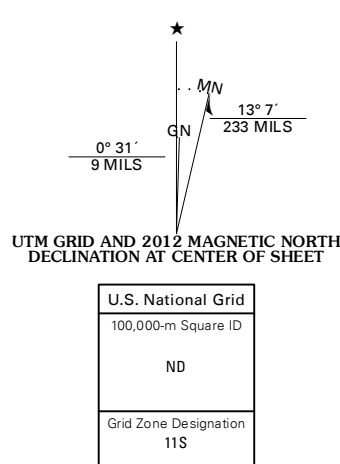 ★
MN
GN
13° 7´
233 MILS
0° 31´
9 MILS
UTM GRID AND 2012 MAGNETIC NORTH
DECLINATION AT CENTER OF SHEET
U.S. National Grid
100,000-m Square ID
ND
Grid Zone Designation
11S